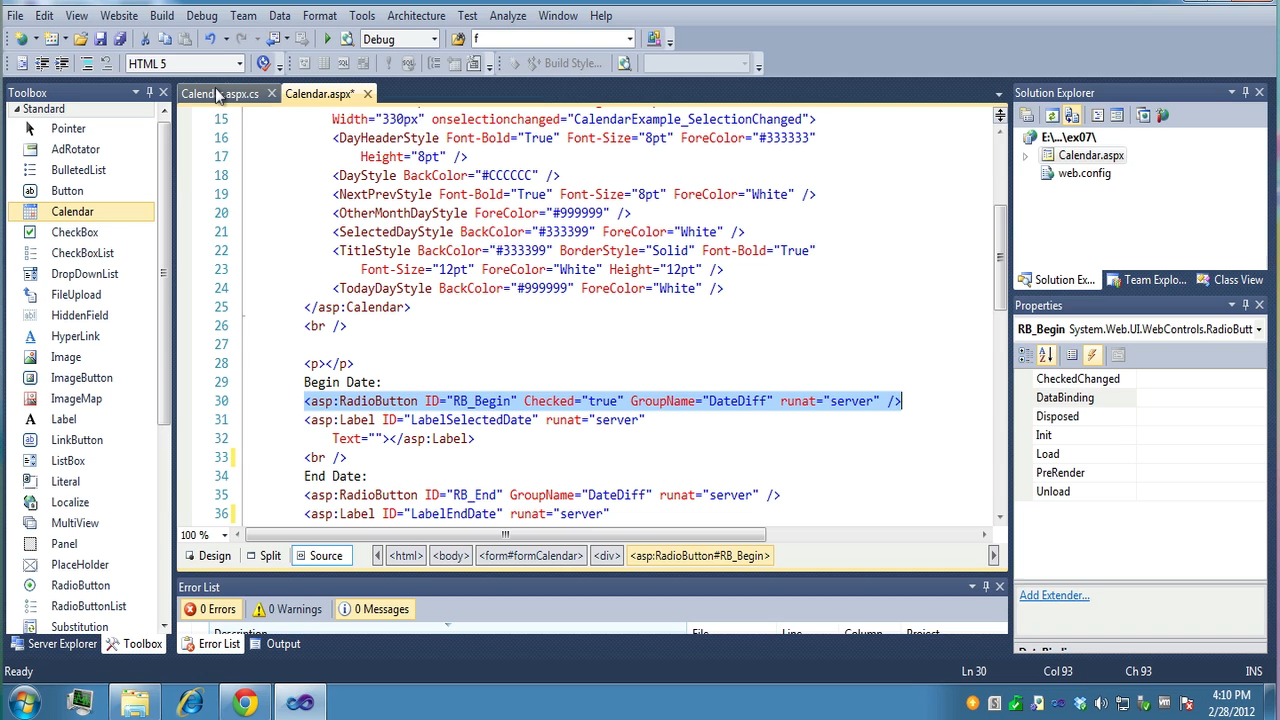 File Edit View Website Build Debug Team Data Format Tools Architecture Test Analyze Window Help
Debug f
HTML 5 Build Style...
Toolbox
Standard
Pointer
AdRotator
BulletedList
Button
Calendar
CheckBox
CheckBoxList
DropDownList
FileUpload
HiddenField
HyperLink
Image
ImageButton
ImageMap
Label
LinkButton
ListBox
Literal
Localize
MultiView
Panel
PlaceHolder
RadioButton
RadioButtonList
Substitution
Server Explorer Toolbox
Calendar.aspx.cs Calendar.aspx*
15 Width="330px" onselectionchanged="CalendarExample_SelectionChanged">
16 <DayHeaderStyle Font-Bold="True" Font-Size="8pt" ForeColor="#333333"
17 Height="8pt" />
18 <DayStyle BackColor="#CCCCCC" />
19 <NextPrevStyle Font-Bold="True" Font-Size="8pt" ForeColor="White" />
20 <OtherMonthDayStyle ForeColor="#999999" />
21 <SelectedDayStyle BackColor="#333399" ForeColor="White" />
22 <TitleStyle BackColor="#333399" BorderStyle="Solid" Font-Bold="True"
23 Font-Size="12pt" ForeColor="White" Height="12pt" />
24 <TodayDayStyle BackColor="#999999" ForeColor="White" />
25 </asp:Calendar>
26 <br />
27
28 <p></p>
29 Begin Date:
30 <asp:RadioButton ID="RB_Begin" Checked="true" GroupName="DateDiff" runat="server" />
31 <asp:Label ID="LabelSelectedDate" runat="server"
32 Text=""></asp:Label>
33 <br />
34 End Date:
35 <asp:RadioButton ID="RB_End" GroupName="DateDiff" runat="server" />
36 <asp:Label ID="LabelEndDate" runat="server"
100 %
Design Split Source <html> <body> <form#formCalendar> <div> <asp:RadioButton#RB_Begin>
Error List
0 Errors 0 Warnings 0 Messages
Description File Line Column Project
Error List Output
Solution Explorer
E:\...\ex07\
Calendar.aspx
web.config
Solution Ex... Team Explo... Class View
Properties
RB_Begin System.Web.UI.WebControls.RadioButt
CheckedChanged
DataBinding
Disposed
Init
Load
PreRender
Unload
Add Extender...
Ready Ln 30 Col 93 Ch 93 INS
4:10 PM
2/28/2012